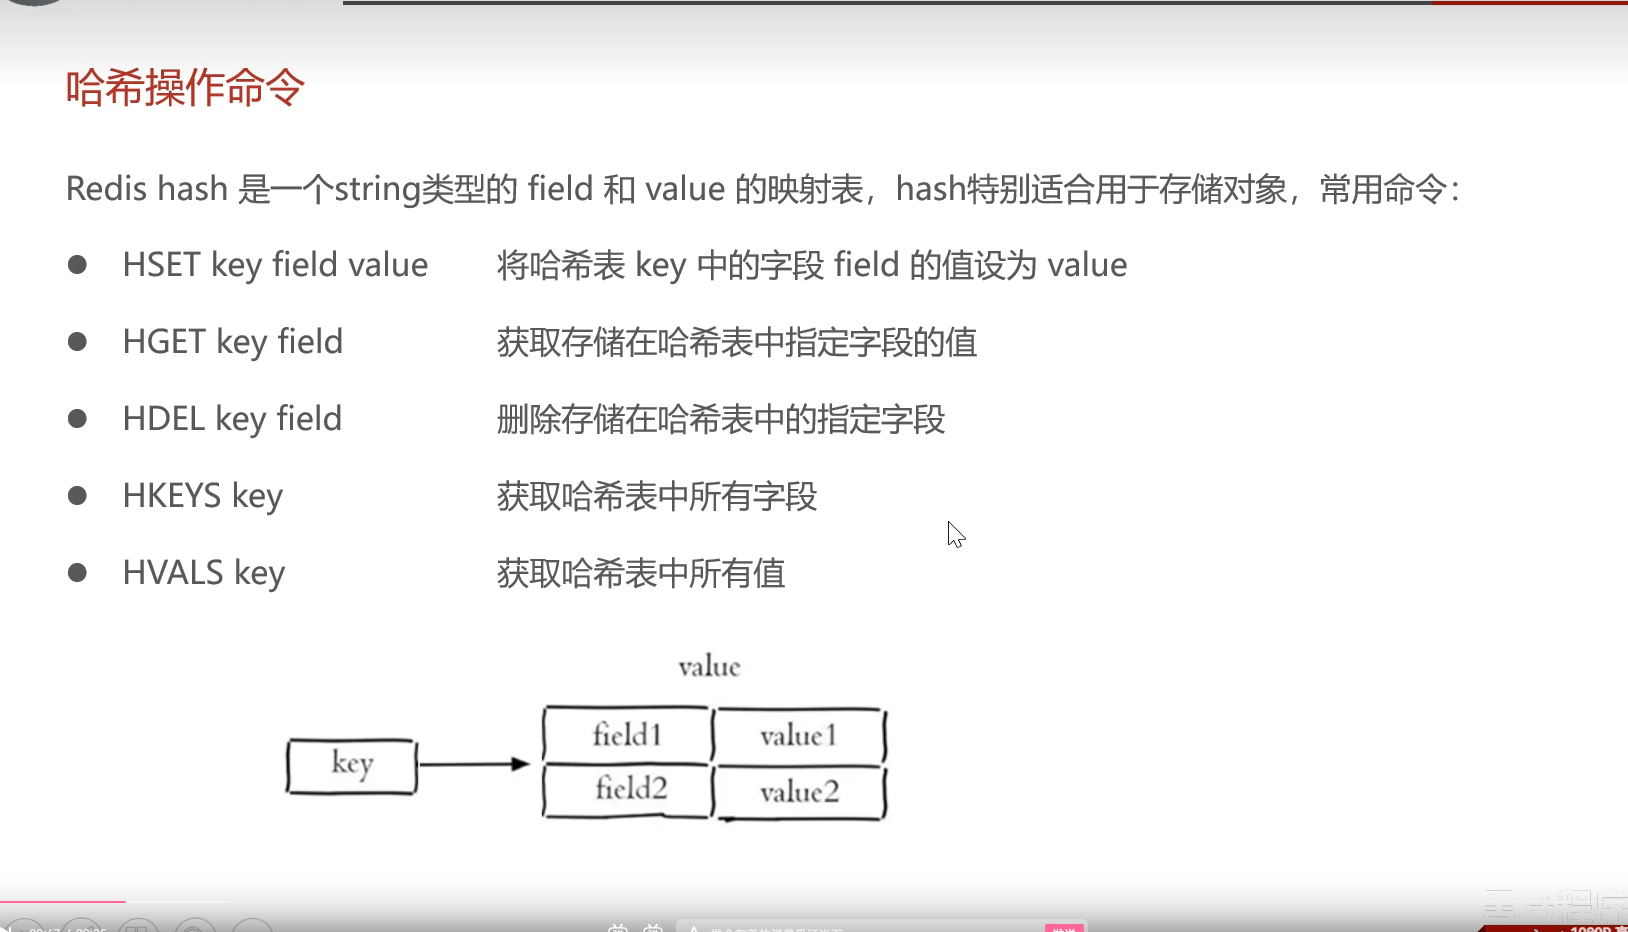 哈希操作命令
Redis hash 是一个string类型的 field 和 value 的映射表，hash特别适合用于存储对象，常用命令：
● HSET key field value 将哈希表 key 中的字段 field 的值设为 value
● HGET key field 获取存储在哈希表中指定字段的值
● HDEL key field 删除存储在哈希表中的指定字段
● HKEYS key 获取哈希表中所有字段
● HVALS key 获取哈希表中所有值
value
key
field1 value1
field2 value2